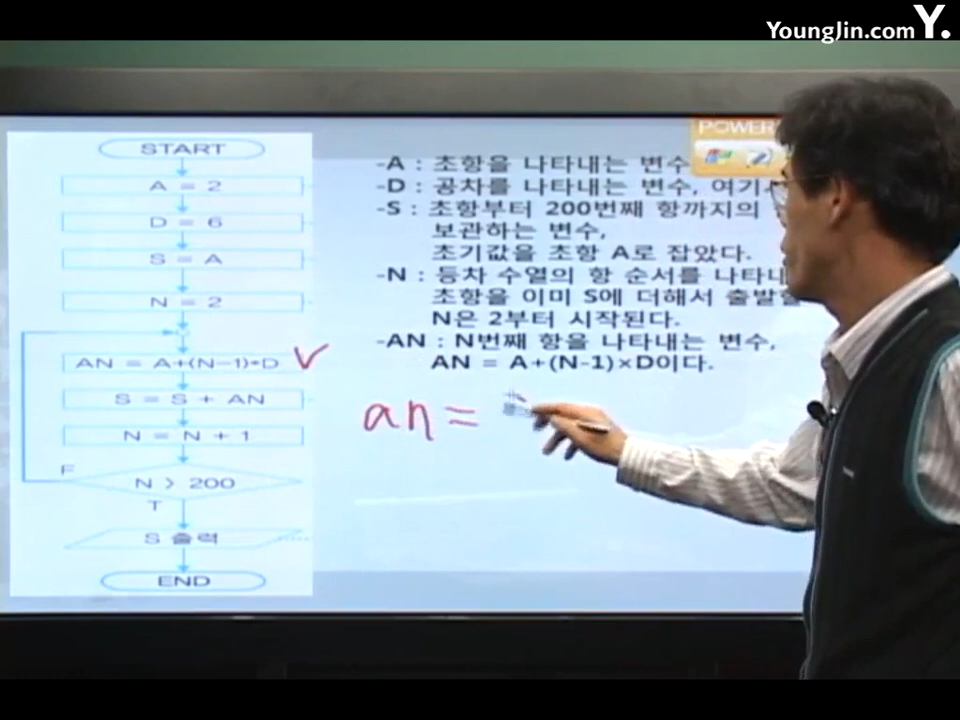 YoungJin.com Y.
POWER
START
A = 2
D = 6
S = A
N = 2
AN = A+(N-1)*D
S = S + AN
N = N + 1
F
N > 200
T
S 출력
END
-A : 초항을 나타내는 변수
-D : 공차를 나타내는 변수, 여기
-S : 초항부터 200번째 항까지의
보관하는 변수,
초기값을 초항 A로 잡았다.
-N : 등차 수열의 항 순서를 나타내
초항을 이미 S에 더해서 출발
N은 2부터 시작된다.
-AN : N번째 항을 나타내는 변수,
AN = A+(N-1)×D이다.
an =